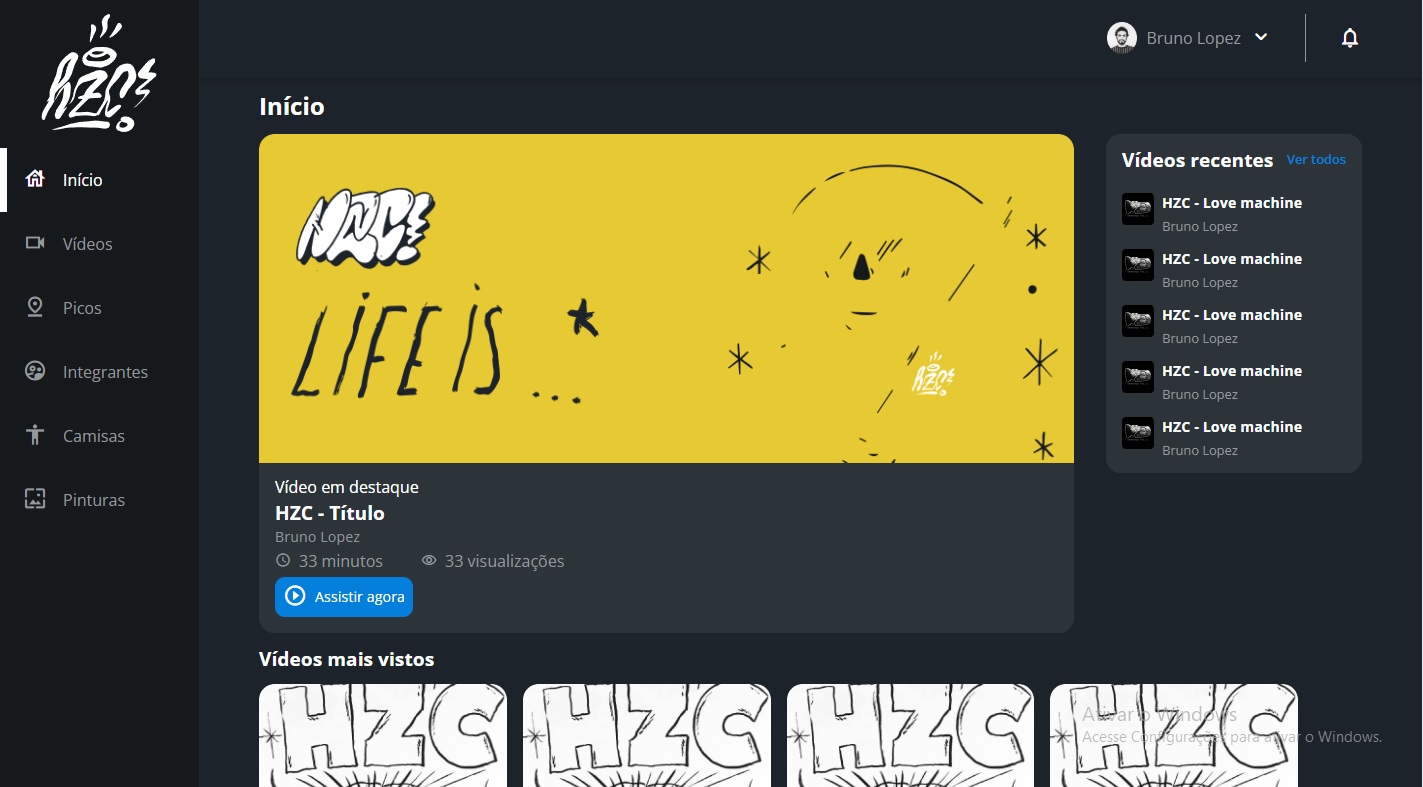 hzc!
Bruno Lopez
Início
Vídeos
Picos
Integrantes
Camisas
Pinturas
Início
HZC!
LIFE IS ...
hzc!
Vídeo em destaque
HZC - Título
Bruno Lopez
33 minutos 33 visualizações
Assistir agora
Vídeos recentes Ver todos
HZC - Love machine
Bruno Lopez
HZC - Love machine
Bruno Lopez
HZC - Love machine
Bruno Lopez
HZC - Love machine
Bruno Lopez
HZC - Love machine
Bruno Lopez
Vídeos mais vistos
HZC
HZC
HZC
HZC
Ativar o Windows
Acesse Configurações para ativar o Windows.